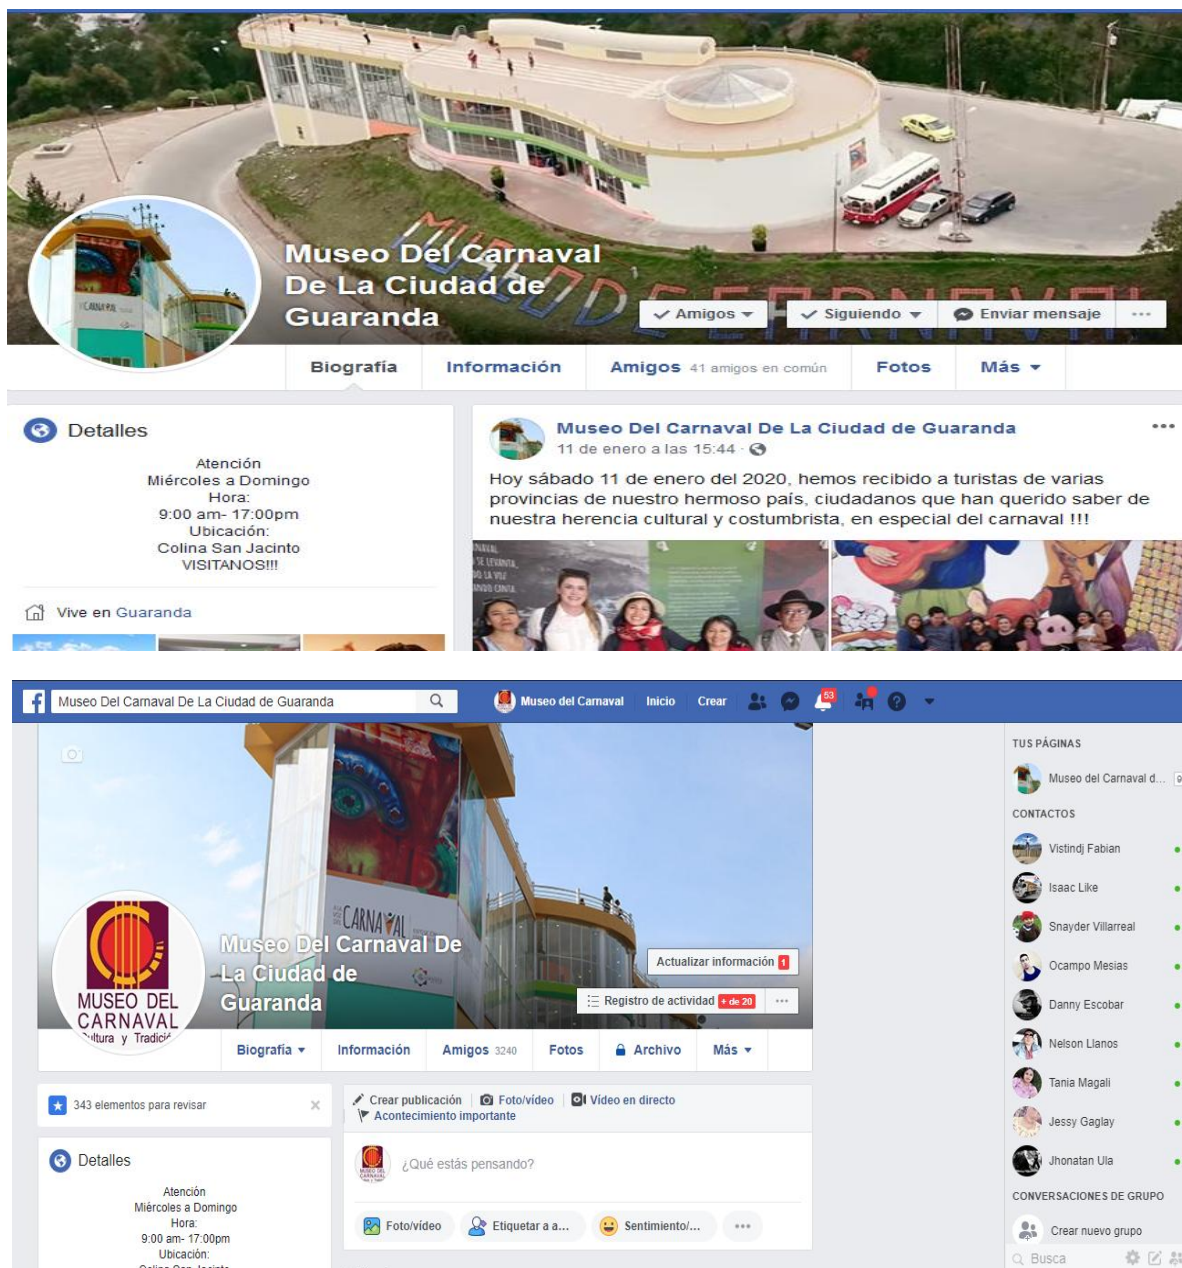 MUSEO DE CARNAVAL
CARNAVAL
Museo Del Carnaval
De La Ciudad de
Guaranda
Amigos
Siguiendo
Enviar mensaje
Biografía
Información
Amigos 41 amigos en común
Fotos
Más
Detalles
Atención
Miércoles a Domingo
Hora:
9:00 am- 17:00pm
Ubicación:
Colina San Jacinto
VISITANOS!!!
Vive en Guaranda
Museo Del Carnaval De La Ciudad de Guaranda
11 de enero a las 15:44 ·
Hoy sábado 11 de enero del 2020, hemos recibido a turistas de varias
provincias de nuestro hermoso país, ciudadanos que han querido saber de
nuestra herencia cultural y costumbrista, en especial del carnaval !!!
SE LEVANTA,
Museo Del Carnaval De La Ciudad de Guaranda
Museo del Carnaval
Inicio
Crear
53
CARNAVAL
MUSEO DEL
CARNAVAL
Museo Del Carnaval De
La Ciudad de
Guaranda
Actualizar información 1
Registro de actividad + de 20
Biografía
Información
Amigos 3240
Fotos
Archivo
Más
343 elementos para revisar
Detalles
Atención
Miércoles a Domingo
Hora:
9:00 am- 17:00pm
Ubicación:
Colina San Jacinto
Crear publicación
Foto/vídeo
Vídeo en directo
Acontecimiento importante
¿Qué estás pensando?
Foto/vídeo
Etiquetar a a...
Sentimiento/...
TUS PÁGINAS
Museo del Carnaval d...
CONTACTOS
Vistindj Fabian
Isaac Like
Snayder Villarreal
Ocampo Mesias
Danny Escobar
Nelson Llanos
Tania Magali
Jessy Gaglay
Jhonatan Ula
CONVERSACIONES DE GRUPO
Crear nuevo grupo
Busca